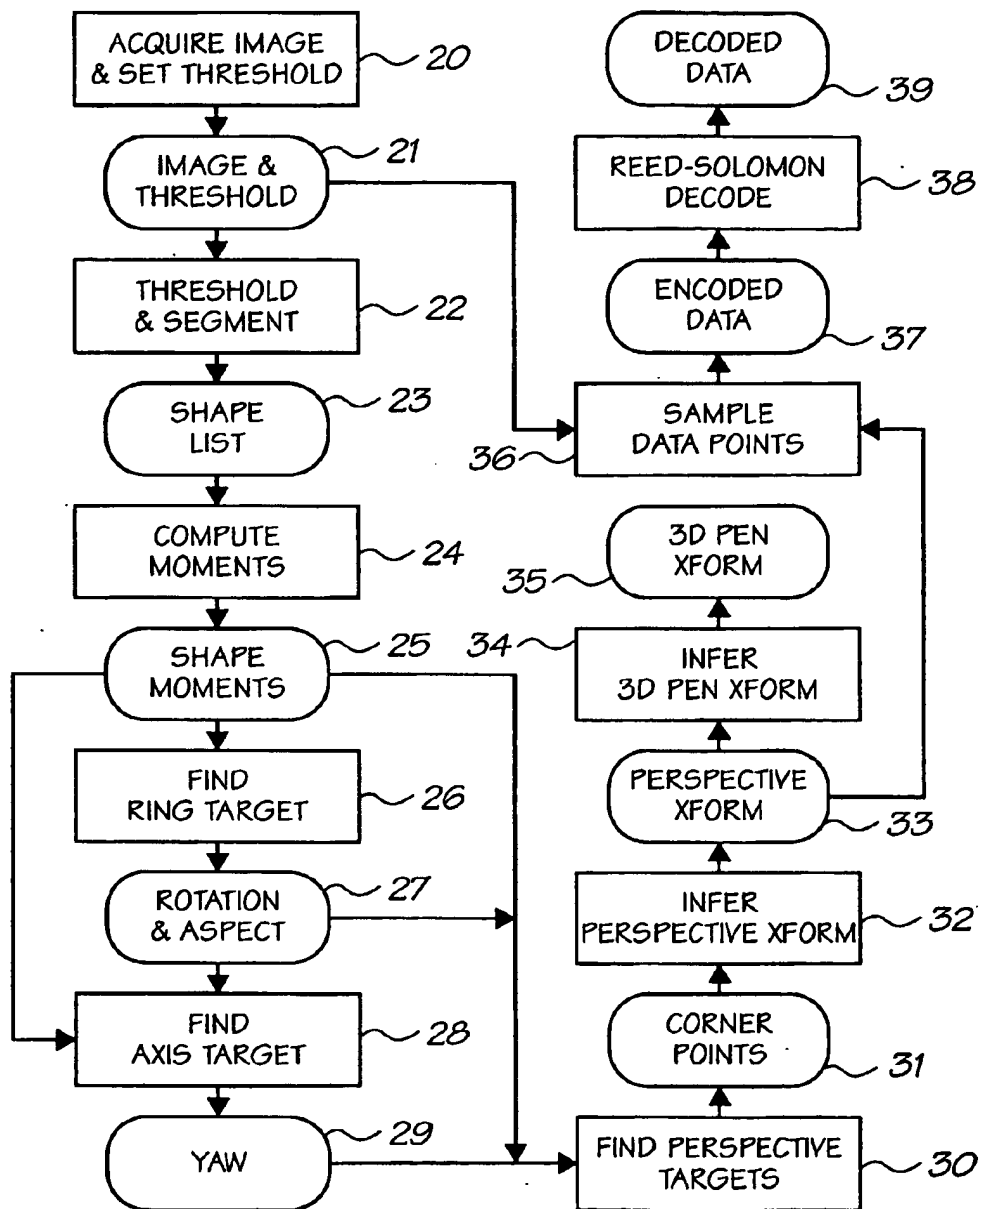 ACQUIRE IMAGE
& SET THRESHOLD
20
IMAGE &
THRESHOLD
21
THRESHOLD
& SEGMENT
22
SHAPE
LIST
23
COMPUTE
MOMENTS
24
SHAPE
MOMENTS
25
FIND
RING TARGET
26
ROTATION
& ASPECT
27
FIND
AXIS TARGET
28
YAW
29
DECODED
DATA
39
REED-SOLOMON
DECODE
38
ENCODED
DATA
37
SAMPLE
DATA POINTS
36
3D PEN
XFORM
35
INFER
3D PEN XFORM
34
PERSPECTIVE
XFORM
33
INFER
PERSPECTIVE XFORM
32
CORNER
POINTS
31
FIND PERSPECTIVE
TARGETS
30